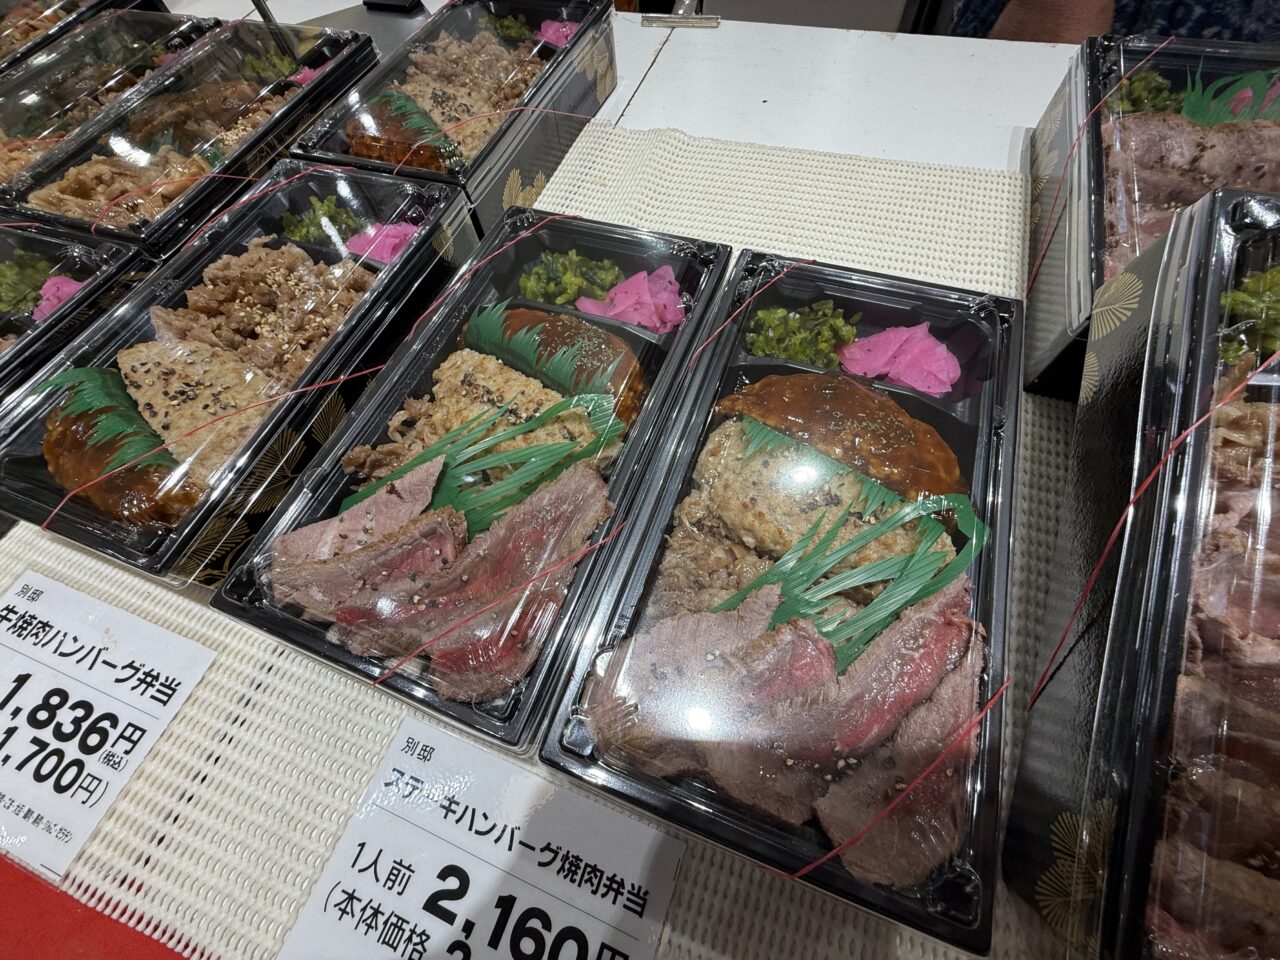 別邸
牛焼肉ハンバーグ弁当
1,836円
(税込)
1,700円)
別邸
ステーキハンバーグ焼肉弁当
1人前 2,160円
(本体価格